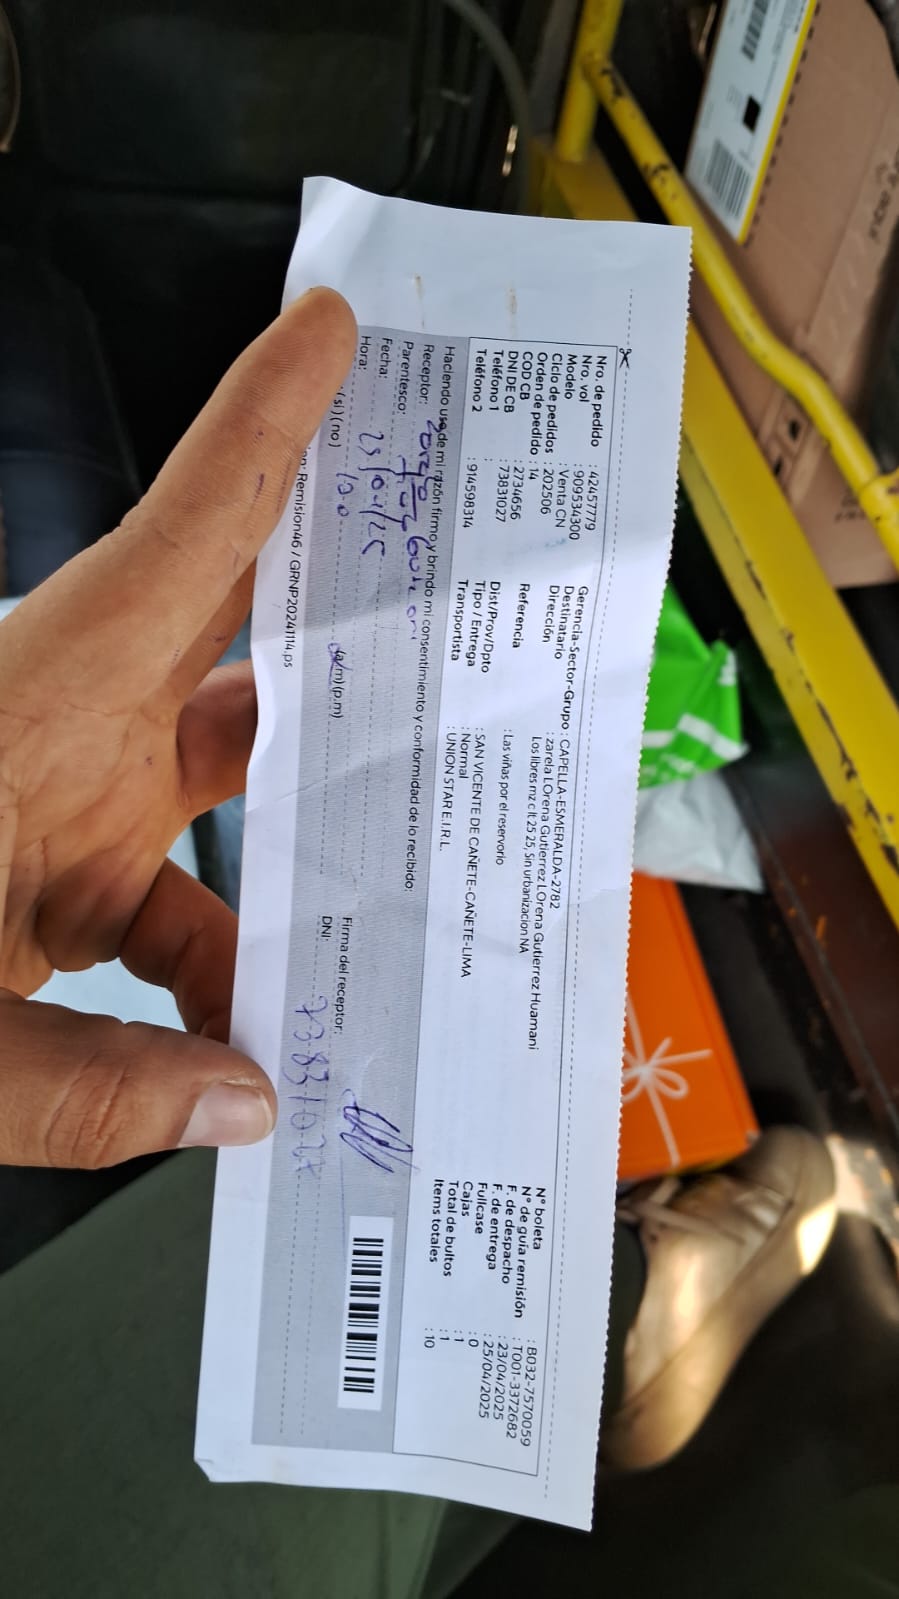 Nro. de pedido : 42457779
Nro. vol : 909534300
Modelo : Venta CN
Ciclo de pedidos : 202506
Orden de pedido : 14
COD CB : 2734656
DNI DE CB : 73831027
Teléfono 1 :
Teléfono 2 : 914598314
Gerencia-Sector-Grupo : CAPELLA-ESMERALDA-2782
Destinatario : zarela LOrena Gutierrez LOrena Gutierrez Huamani
Dirección Los libres mz c lt 25 25, Sin urbanizacion NA
Referencia : Las viñas por el reservorio
Dist/Prov/Dpto : SAN VICENTE DE CAÑETE-CAÑETE-LIMA
Tipo / Entrega : Normal
Transportista : UNION STAR E.I.R.L.
N° boleta : B032-7570059
N° de guía remisión : T001-3372682
F. de despacho : 23/04/2025
F. de entrega : 25/04/2025
Fullcase : 0
Cajas : 1
Total de bultos : 1
Items totales : 10
Haciendo uso de mi razón firmo y brindo mi consentimiento y conformidad de lo recibido:
Receptor:
Parentesco:
Fecha: 25/04/25
Hora: (a.m)(p.m)
(si)(no)
Firma del receptor:
DNI: 73831027
Remision46 / GRNP20241114.ps